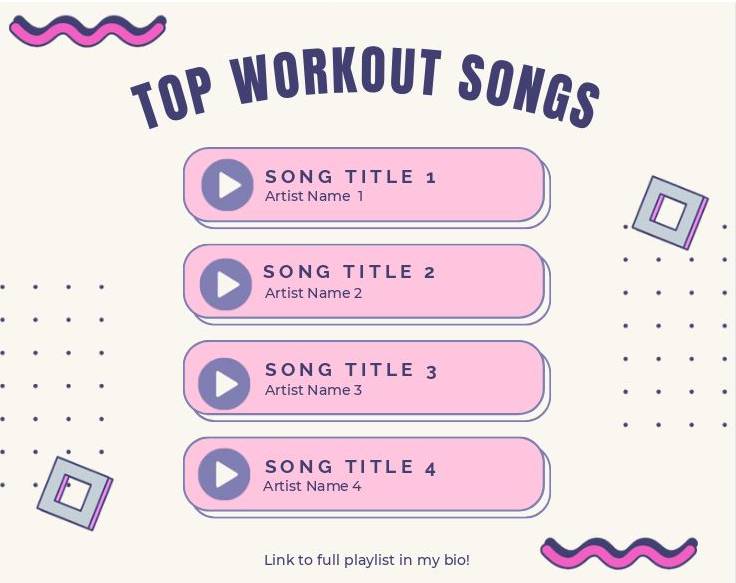 TOP WORKOUT SONGS
SONG TITLE 1
Artist Name 1
SONG TITLE 2
Artist Name 2
SONG TITLE 3
Artist Name 3
SONG TITLE 4
Artist Name 4
Link to full playlist in my bio!